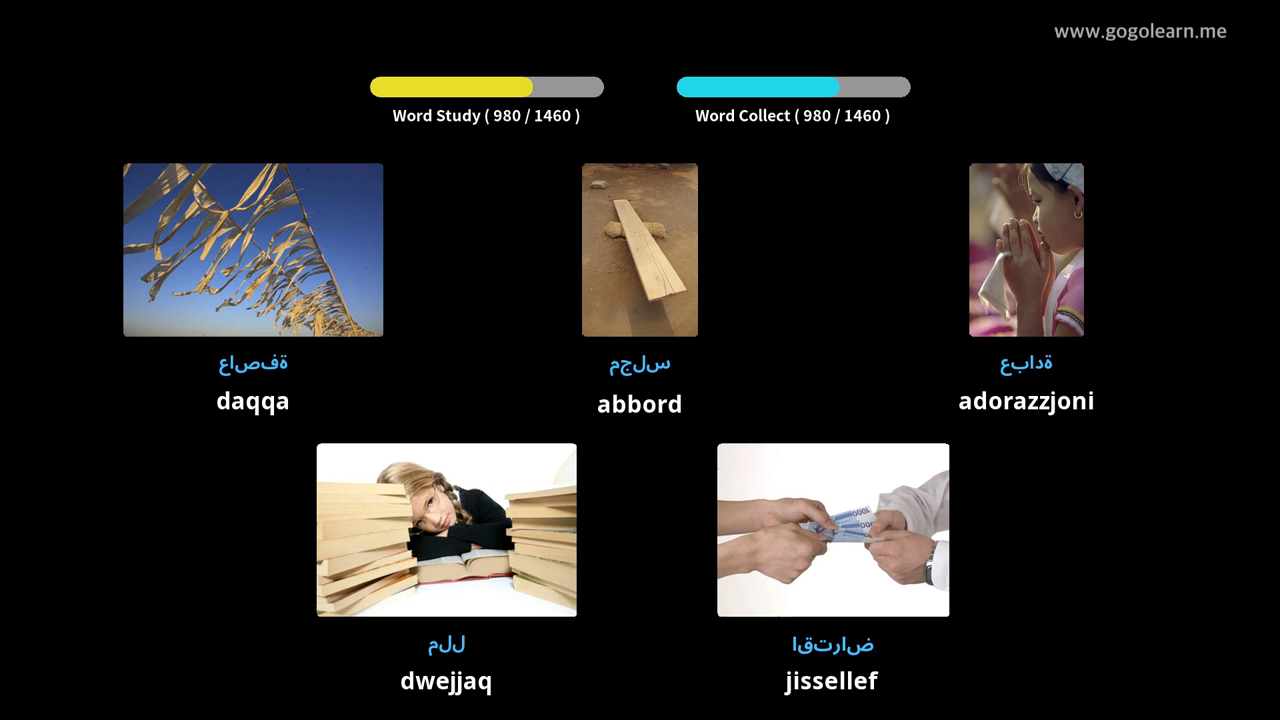 www.gogolearn.me
Word Study ( 980 / 1460 )
Word Collect ( 980 / 1460 )
عاصفة
daqqa
مجلس
abbord
عبادة
adorazzjoni
ملل
dwejjaq
اقتراض
jissellef